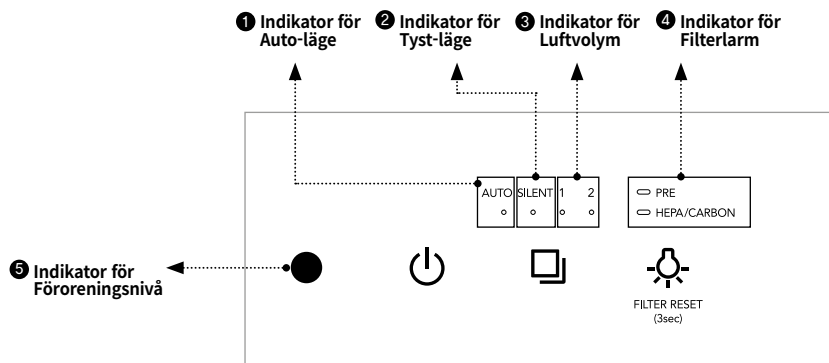 ❶ Indikator för
Auto-läge
❷ Indikator för
Tyst-läge
❸ Indikator för
Luftvolym
❹ Indikator för
Filterlarm
AUTO
SILENT
1 2
PRE
HEPA/CARBON
❺ Indikator för
Föroreningsnivå
FILTER RESET
(3sec)